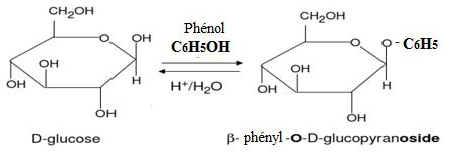 CH₂OH
O
OH
OH
OH
H
OH
D-glucose
Phénol
C6H5OH
H⁺/H₂O
CH₂OH
O
O - C6H5
OH
OH
H
OH
β- phényl -O-D-glucopyranoside